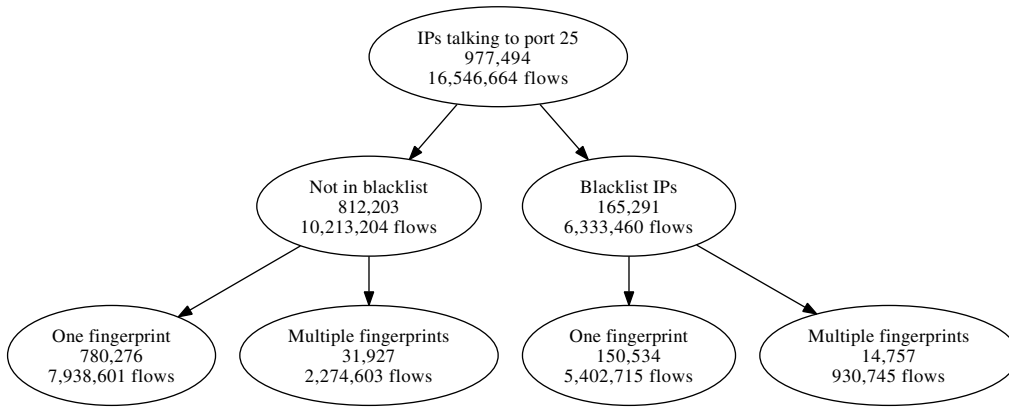 IPs talking to port 25
977,494
16,546,664 flows
Not in blacklist
812,203
10,213,204 flows
Blacklist IPs
165,291
6,333,460 flows
One fingerprint
780,276
7,938,601 flows
Multiple fingerprints
31,927
2,274,603 flows
One fingerprint
150,534
5,402,715 flows
Multiple fingerprints
14,757
930,745 flows